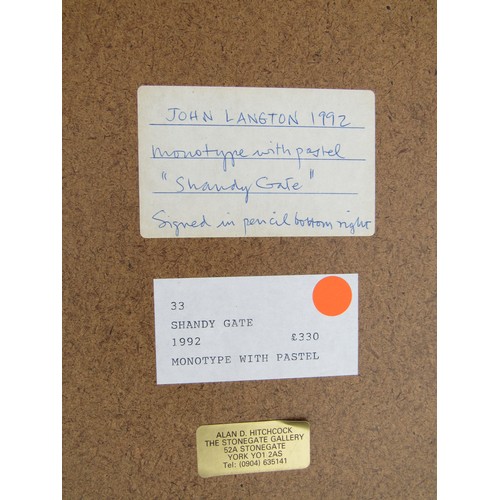 JOHN LANGTON 1992
Monotype with pastel
"Shandy Gate"
Signed in pencil bottom right
33
SHANDY GATE
1992 £330
MONOTYPE WITH PASTEL
ALAN D. HITCHCOCK
THE STONEGATE GALLERY
52A STONEGATE
YORK YO1 2AS
Tel: (0904) 635141